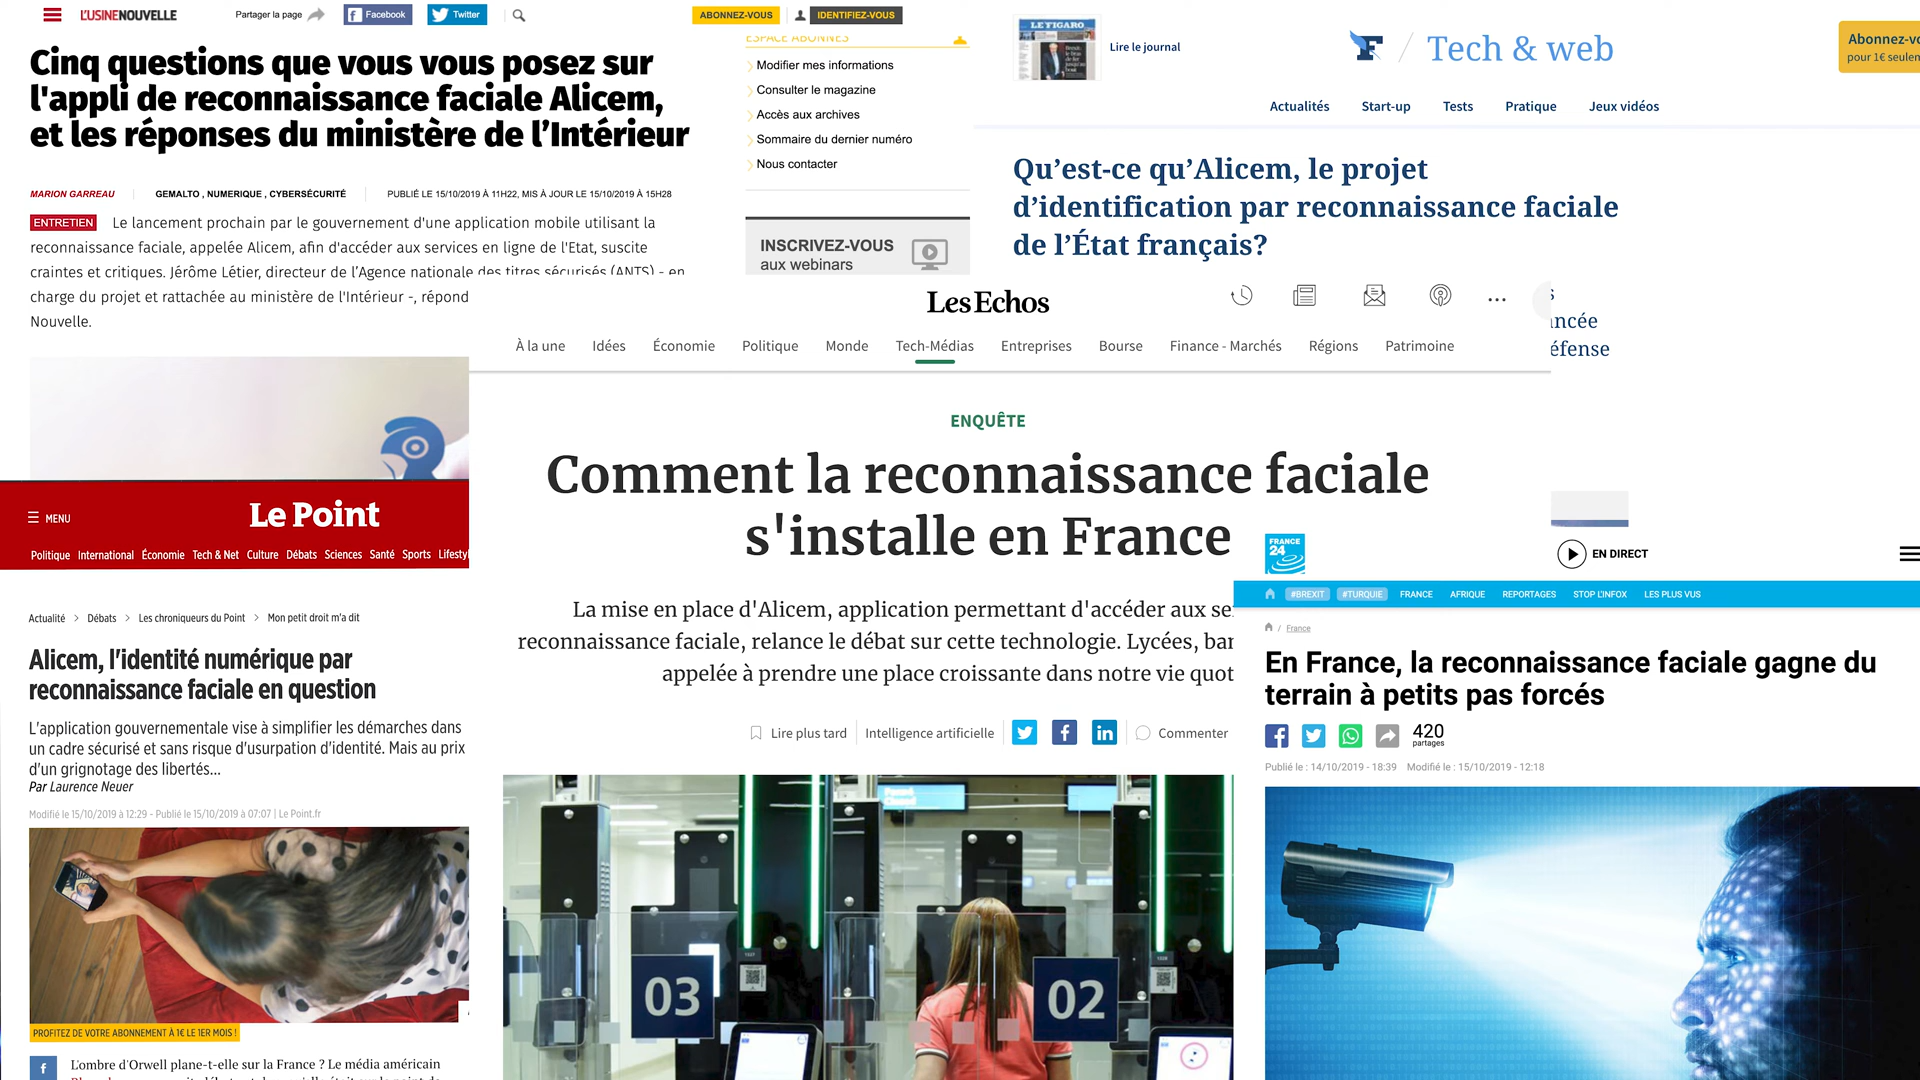 L'USINENOUVELLE
Partager la page
Facebook
Twitter
ABONNEZ-VOUS
IDENTIFIEZ-VOUS
Cinq questions que vous vous posez sur
l'appli de reconnaissance faciale Alicem,
et les réponses du ministère de l'Intérieur
MARION GARREAU
GEMALTO , NUMERIQUE , CYBERSÉCURITÉ
PUBLIÉ LE 15/10/2019 À 11H22, MIS À JOUR LE 15/10/2019 À 15H28
ENTRETIEN Le lancement prochain par le gouvernement d'une application mobile utilisant la
reconnaissance faciale, appelée Alicem, afin d'accéder aux services en ligne de l'Etat, suscite
craintes et critiques. Jérôme Létier, directeur de l'Agence nationale des titres sécurisés (ANTS) - en
charge du projet et rattachée au ministère de l'Intérieur -, répond
Nouvelle.
ESPACE ABONNÉS
Modifier mes informations
Consulter le magazine
Accès aux archives
Sommaire du dernier numéro
Nous contacter
INSCRIVEZ-VOUS
aux webinars
LE FIGARO
Lire le journal
F / Tech & web
Abonnez-vo
pour 1€ seulem
Actualités Start-up Tests Pratique Jeux vidéos
Qu'est-ce qu'Alicem, le projet
d'identification par reconnaissance faciale
de l'État français?
s
ncée
éfense
Les Echos
À la une Idées Économie Politique Monde Tech-Médias Entreprises Bourse Finance - Marchés Régions Patrimoine
ENQUÊTE
Comment la reconnaissance faciale
s'installe en France
La mise en place d'Alicem, application permettant d'accéder aux se
reconnaissance faciale, relance le débat sur cette technologie. Lycées, ban
appelée à prendre une place croissante dans notre vie quot
Lire plus tard
Intelligence artificielle
Commenter
03
02
MENU
Le Point
Politique International Économie Tech & Net Culture Débats Sciences Santé Sports Lifestyl
Actualité > Débats > Les chroniqueurs du Point > Mon petit droit m'a dit
Alicem, l'identité numérique par
reconnaissance faciale en question
L'application gouvernementale vise à simplifier les démarches dans
un cadre sécurisé et sans risque d'usurpation d'identité. Mais au prix
d'un grignotage des libertés...
Par Laurence Neuer
Modifié le 15/10/2019 à 12:29 - Publié le 15/10/2019 à 07:07 | Le Point.fr
PROFITEZ DE VOTRE ABONNEMENT À 1€ LE 1ER MOIS !
L'ombre d'Orwell plane-t-elle sur la France ? Le média américain
FRANCE
24
EN DIRECT
#BREXIT #TURQUIE FRANCE AFRIQUE REPORTAGES STOP L'INFOX LES PLUS VUS
/ France
En France, la reconnaissance faciale gagne du
terrain à petits pas forcés
420
partages
Publié le : 14/10/2019 - 18:39 Modifié le : 15/10/2019 - 12:18